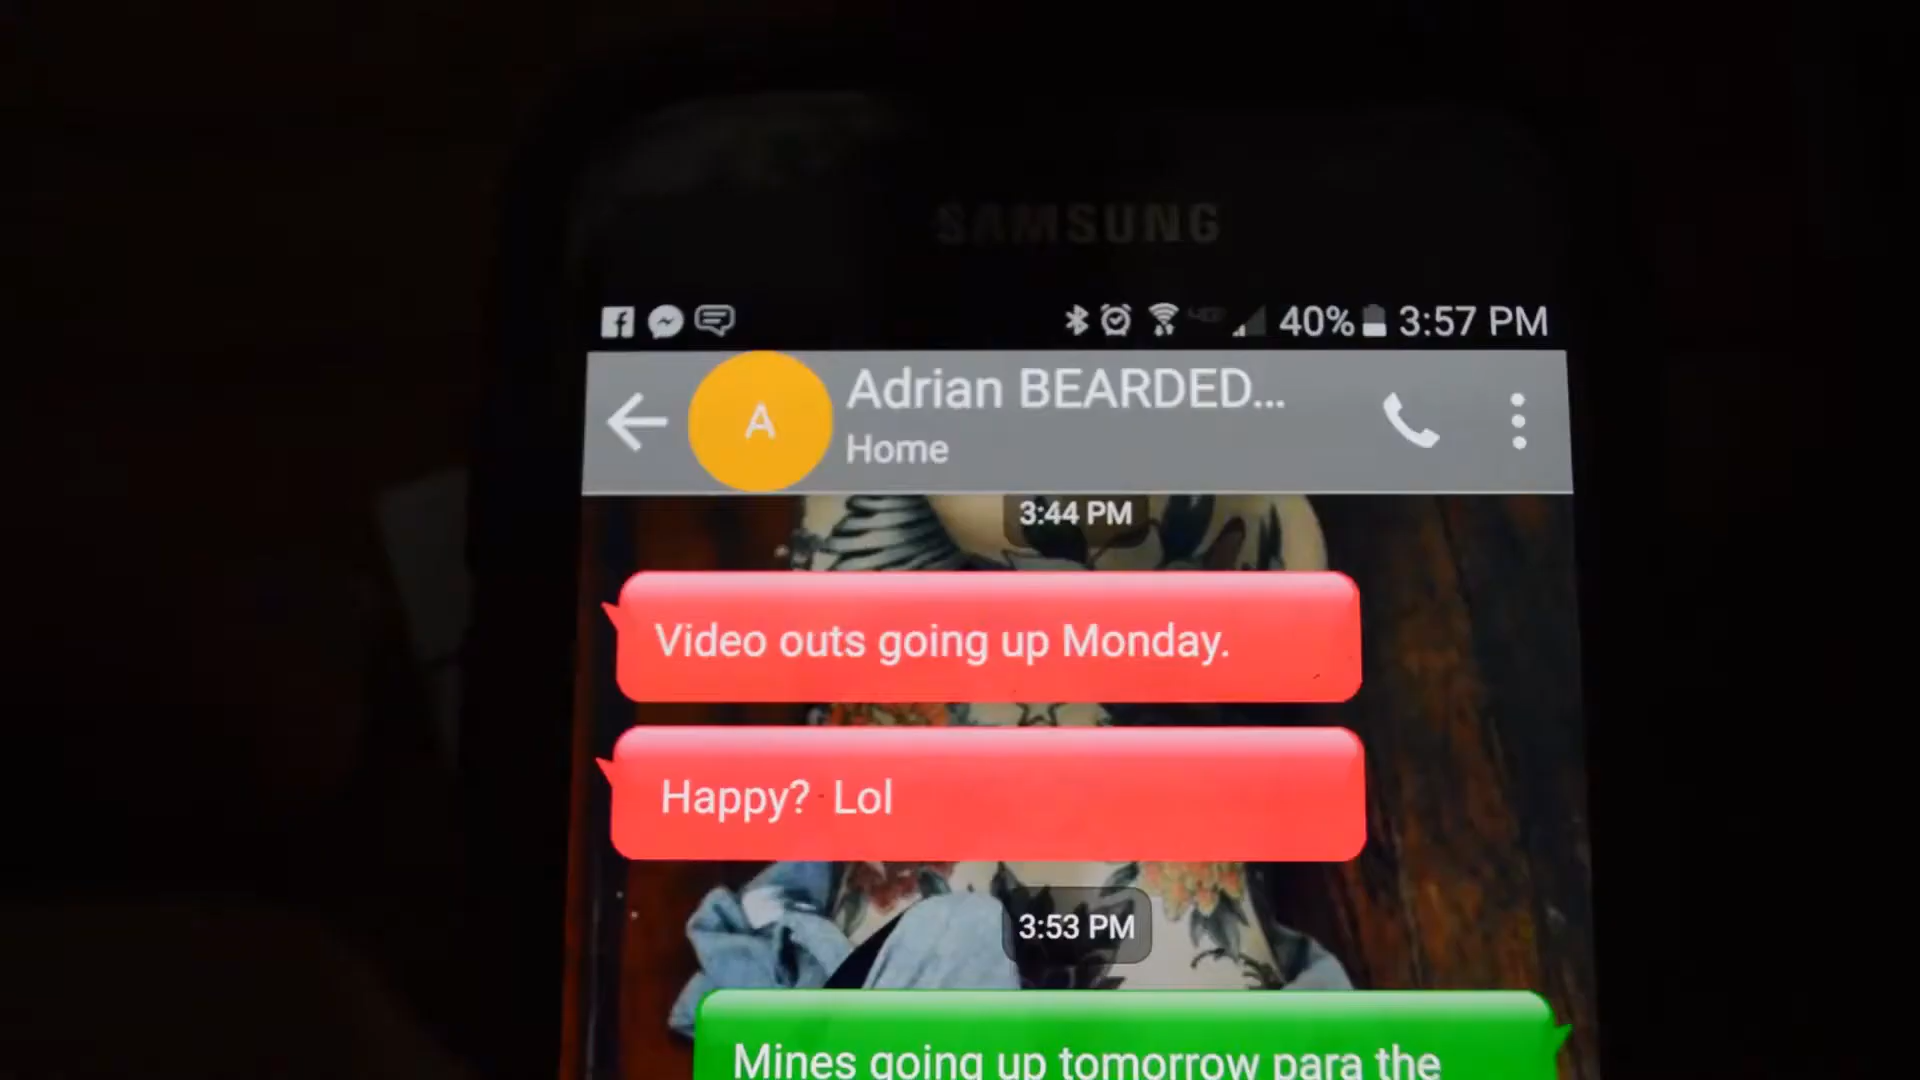 SAMSUNG
40% 3:57 PM
A
Adrian BEARDED...
Home
3:44 PM
Video outs going up Monday.
Happy? Lol
3:53 PM
Mines going up tomorrow para the